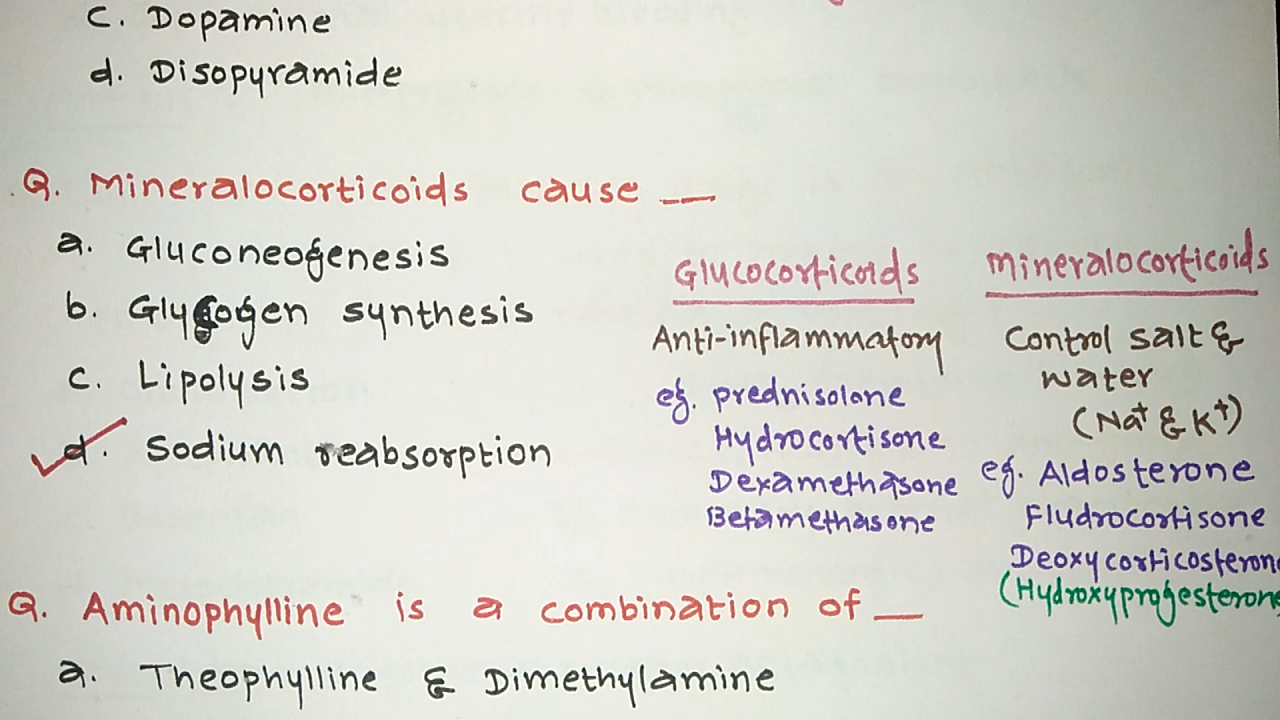 c. Dopamine
d. Disopyramide
Q. Mineralocorticoids cause __
a. Gluconeogenesis
b. Glycogen synthesis
c. Lipolysis
d. Sodium reabsorption
Glucocorticoids
Anti-inflammatory
eg. prednisolone
Hydrocortisone
Dexamethasone
Betamethasone
Mineralocorticoids
Control salt &
water
(Na+ & K+)
eg. Aldosterone
Fludrocortisone
Deoxycorticosterone
(Hydroxyprogesterone
Q. Aminophylline is a combination of __
a. Theophylline & Dimethylamine